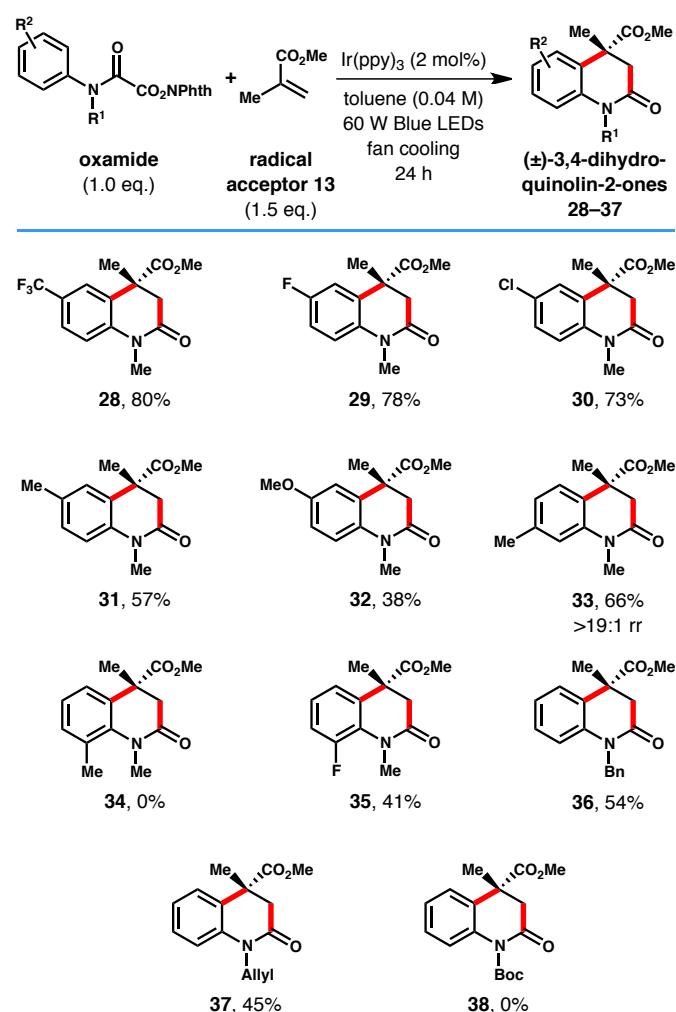 R2
O
N
CO2NPhth
R1
oxamide
(1.0 eq.)
+
CO2Me
Me
radical
acceptor 13
(1.5 eq.)
Ir(ppy)3 (2 mol%)
toluene (0.04 M)
60 W Blue LEDs
fan cooling
24 h
Me CO2Me
R2
N O
R1
(±)-3,4-dihydro-
quinolin-2-ones
28–37
Me CO2Me
F3C
N O
Me
28, 80%
Me CO2Me
F
N O
Me
29, 78%
Me CO2Me
Cl
N O
Me
30, 73%
Me CO2Me
Me
N O
Me
31, 57%
Me CO2Me
MeO
N O
Me
32, 38%
Me CO2Me
N O
Me Me
33, 66%
>19:1 rr
Me CO2Me
N O
Me Me
34, 0%
Me CO2Me
N O
F Me
35, 41%
Me CO2Me
N O
Bn
36, 54%
Me CO2Me
N O
Allyl
37, 45%
Me CO2Me
N O
Boc
38, 0%